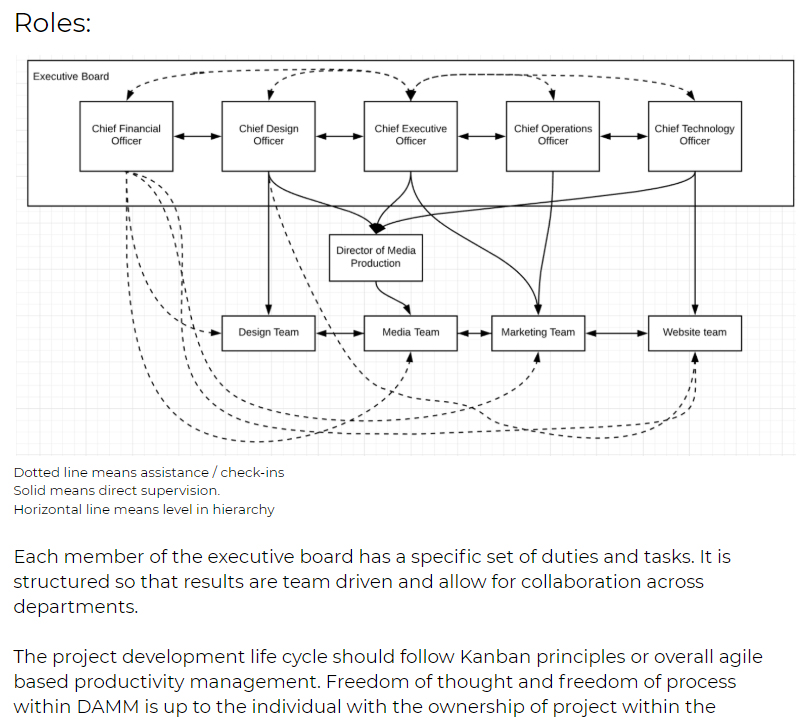 Roles:
Executive Board
Chief Financial
Officer
Chief Design
Officer
Chief Executive
Officer
Chief Operations
Officer
Chief Technology
Officer
Director of Media
Production
Design Team
Media Team
Marketing Team
Website team
Dotted line means assistance / check-ins
Solid means direct supervision.
Horizontal line means level in hierarchy
Each member of the executive board has a specific set of duties and tasks. It is
structured so that results are team driven and allow for collaboration across
departments.
The project development life cycle should follow Kanban principles or overall agile
based productivity management. Freedom of thought and freedom of process
within DAMM is up to the individual with the ownership of project within the